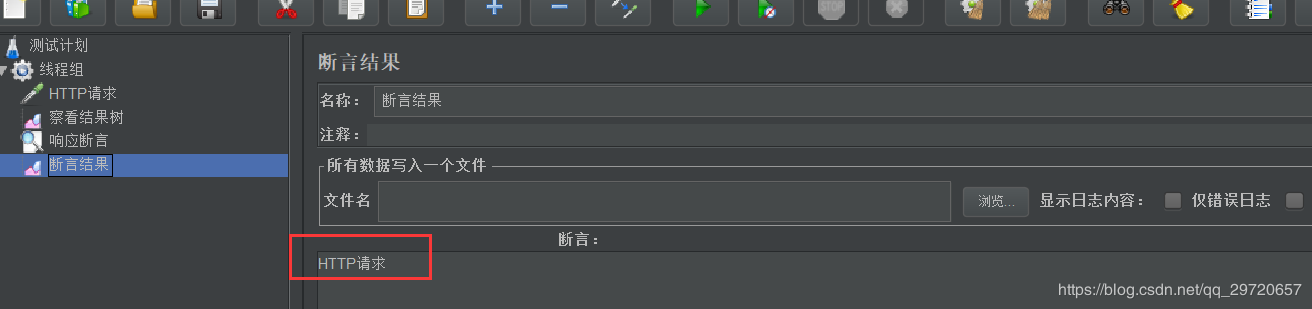 STOP
测试计划
线程组
HTTP请求
察看结果树
响应断言
断言结果
断言结果
名称： 断言结果
注释：
所有数据写入一个文件
文件名 浏览... 显示日志内容： 仅错误日志
断言：
HTTP请求
https://blog.csdn.net/qq_29720657